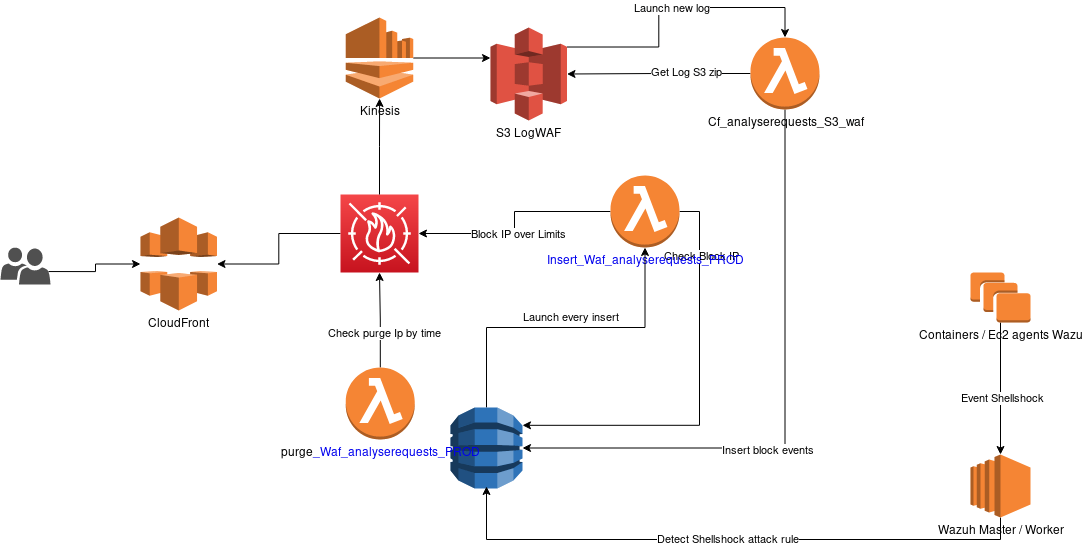 Launch new log
Kinesis
Get Log S3 zip
S3 LogWAF
Cf_analyserequests_S3_waf
Block IP over Limits
Check Block IP
Insert_Waf_analyserequests_PROD
CloudFront
Launch every insert
Check purge Ip by time
Containers / Ec2 agents Wazu
Event Shellshock
purge_Waf_analyserequests_PROD
Insert block events
Wazuh Master / Worker
Detect Shellshock attack rule